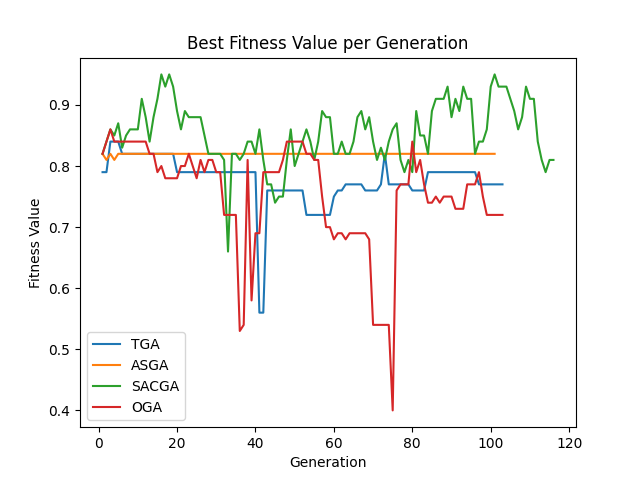 Best Fitness Value per Generation
Fitness Value
0.9
0.8
0.7
0.6
0.5
0.4
TGA
ASGA
SACGA
OGA
0 20 40 60 80 100 120
Generation